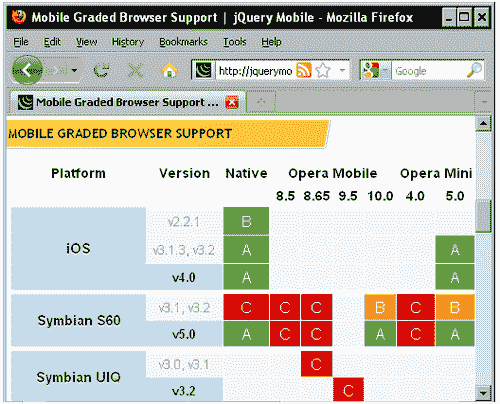 Mobile Graded Browser Support | jQuery Mobile - Mozilla Firefox
File Edit View History Bookmarks Tools Help
http://jquerymo Google
Mobile Graded Browser Support ...
MOBILE GRADED BROWSER SUPPORT
Platform Version Native Opera Mobile Opera Mini
8.5 8.65 9.5 10.0 4.0 5.0
v2.2.1 B
iOS v3.1.3, v3.2 A A
v4.0 A A
v3.1, v3.2 C C C B C B
Symbian S60 v5.0 A C C A C A
v3.0, v3.1 C
Symbian UIQ v3.2 C